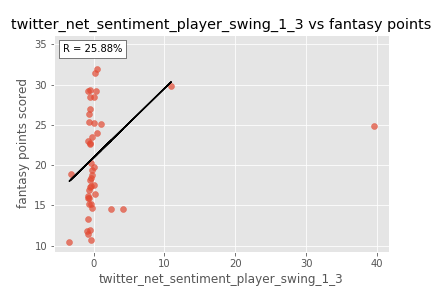 twitter_net_sentiment_player_swing_1_3 vs fantasy points
R = 25.88%
fantasy points scored
35
30
25
20
15
10
0 10 20 30 40
twitter_net_sentiment_player_swing_1_3